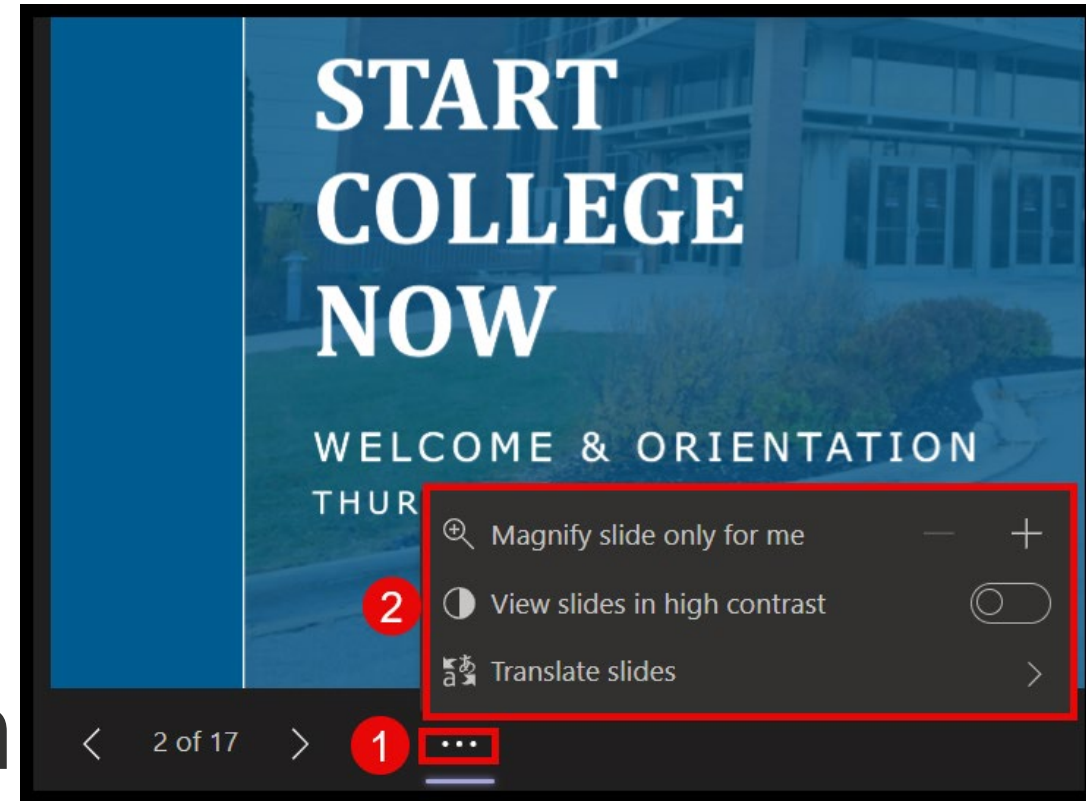 START
COLLEGE
NOW
WELCOME & ORIENTATION
THUR
Magnify slide only for me
2
View slides in high contrast
Translate slides
2 of 17
1
...